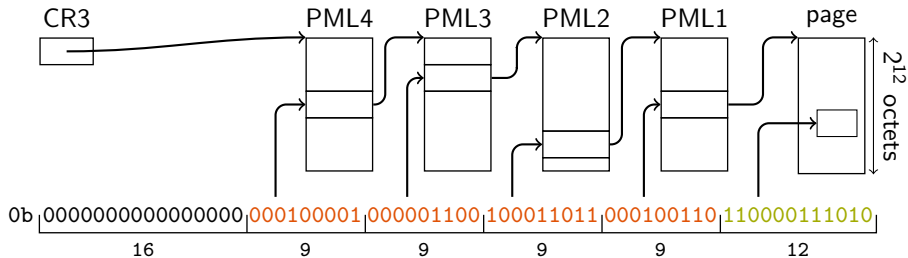 CR3 PML4 PML3 PML2 PML1 page
2^12 octets
0b 0000000000000000 000100001 000001100 100011011 000100110 110000111010
16 9 9 9 9 12